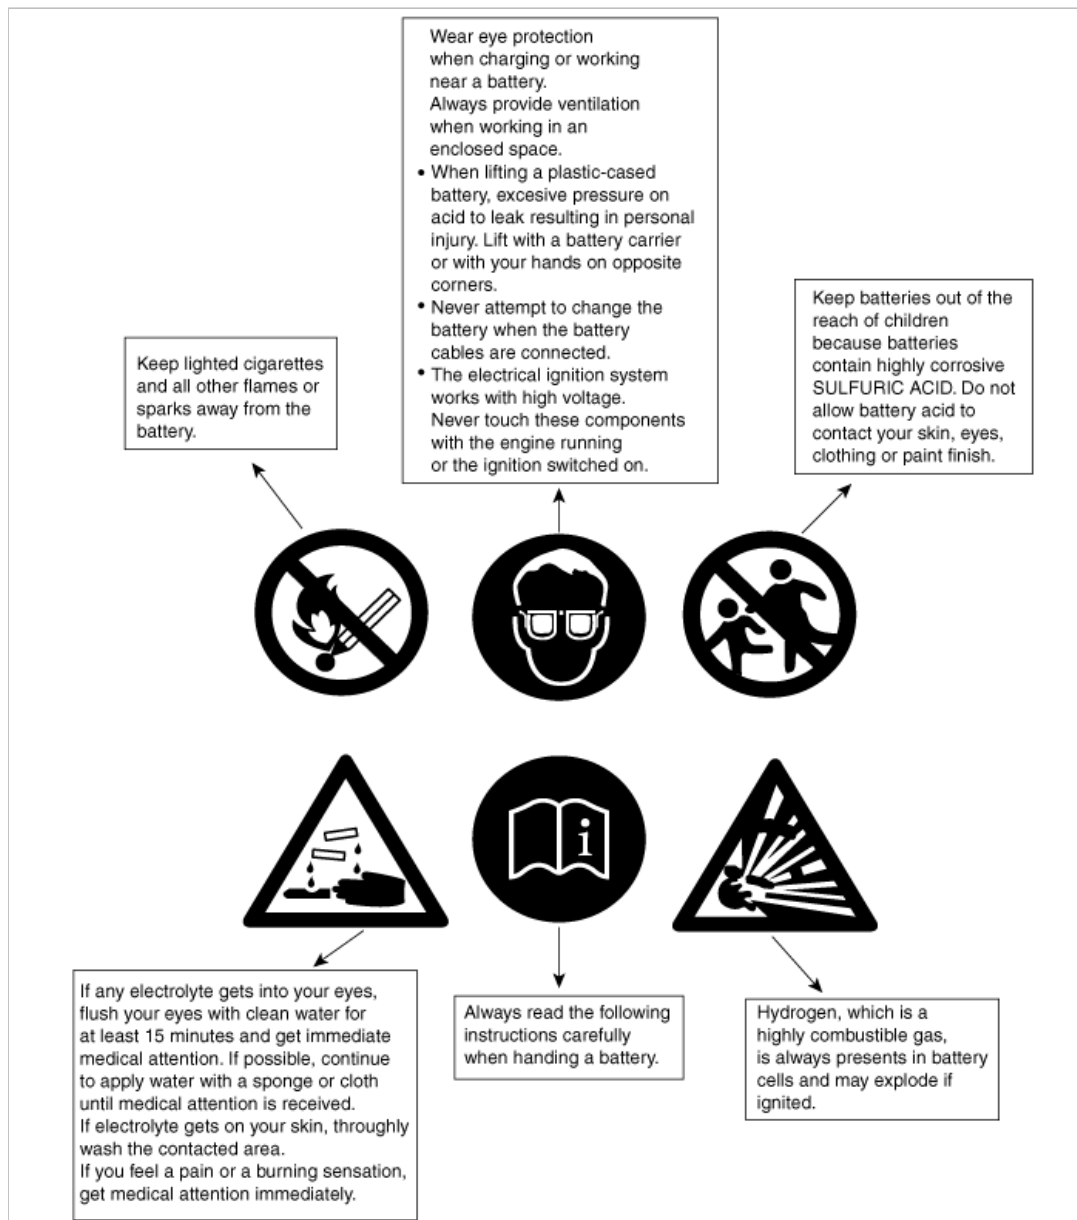 Wear eye protection
when charging or working
near a battery.
Always provide ventilation
when working in an
enclosed space.
• When lifting a plastic-cased
battery, excesive pressure on
acid to leak resulting in personal
injury. Lift with a battery carrier
or with your hands on opposite
corners.
• Never attempt to change the
battery when the battery
cables are connected.
• The electrical ignition system
works with high voltage.
Never touch these components
with the engine running
or the ignition switched on.
Keep lighted cigarettes
and all other flames or
sparks away from the
battery.
Keep batteries out of the
reach of children
because batteries
contain highly corrosive
SULFURIC ACID. Do not
allow battery acid to
contact your skin, eyes,
clothing or paint finish.
i
If any electrolyte gets into your eyes,
flush your eyes with clean water for
at least 15 minutes and get immediate
medical attention. If possible, continue
to apply water with a sponge or cloth
until medical attention is received.
If electrolyte gets on your skin, throughly
wash the contacted area.
If you feel a pain or a burning sensation,
get medical attention immediately.
Always read the following
instructions carefully
when handing a battery.
Hydrogen, which is a
highly combustible gas,
is always presents in battery
cells and may explode if
ignited.